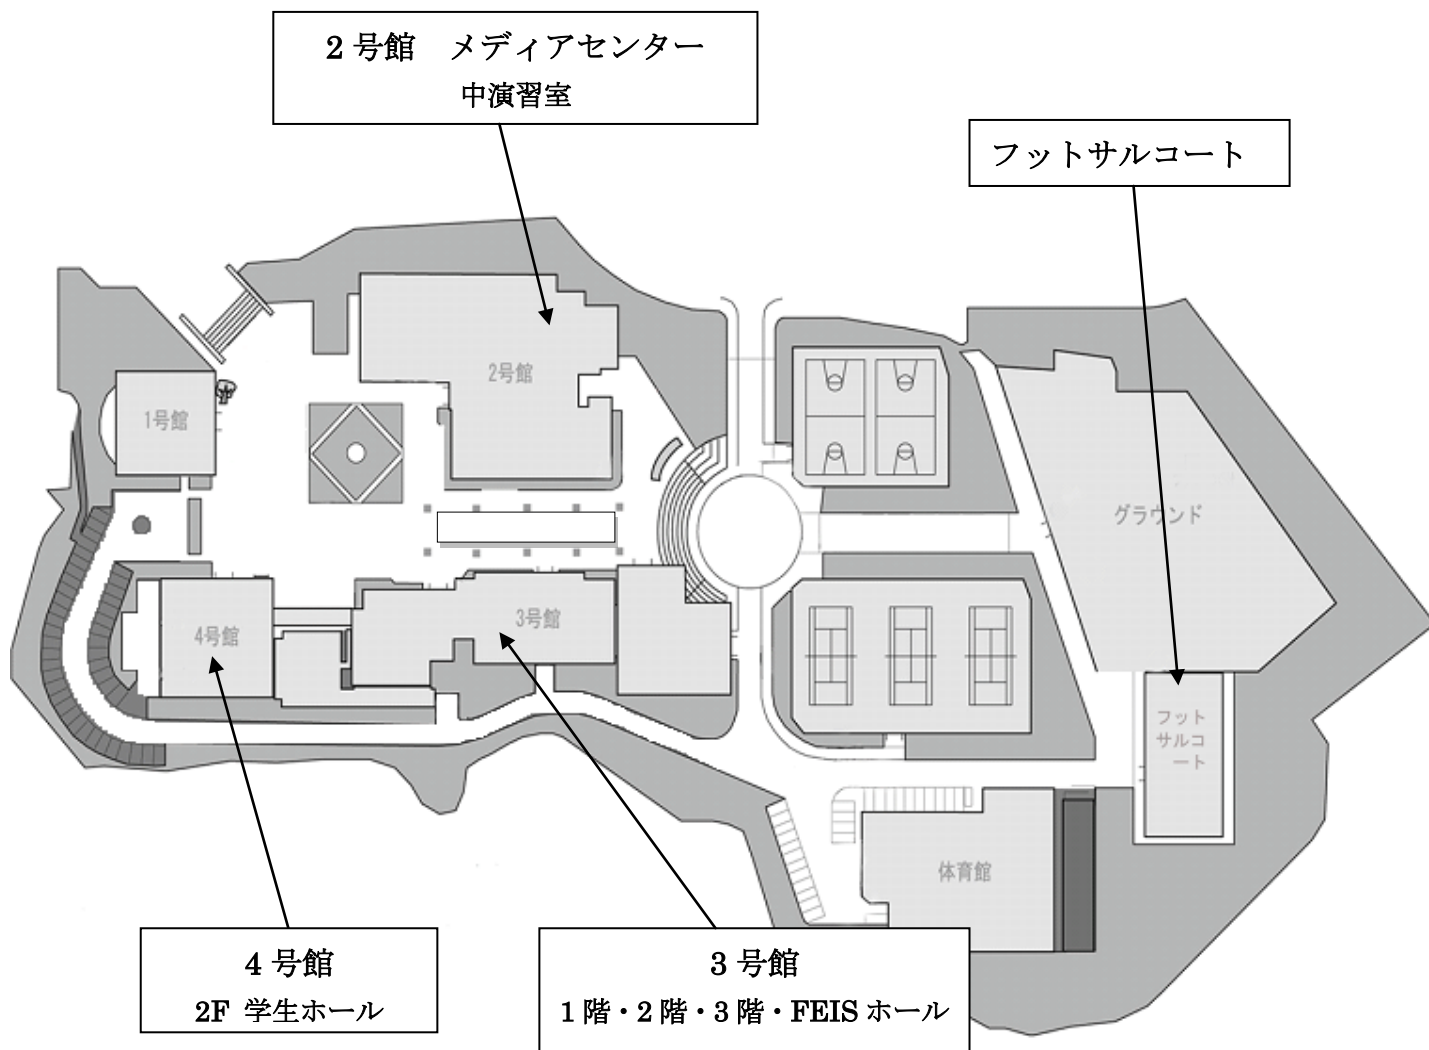 2号館　メディアセンター
中演習室
フットサルコート
2号館
1号館
グラウンド
3号館
4号館
フット
サルコ
ート
体育館
4号館
2F 学生ホール
3号館
1階・2階・3階・FEISホール